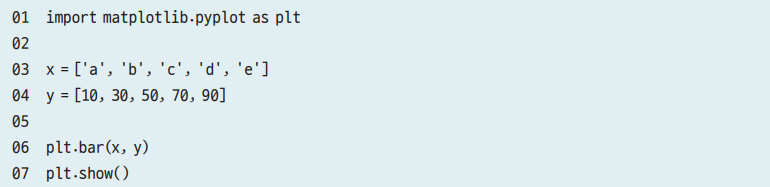 01 import matplotlib.pyplot as plt
02
03 x = ['a', 'b', 'c', 'd', 'e']
04 y = [10, 30, 50, 70, 90]
05
06 plt.bar(x, y)
07 plt.show()